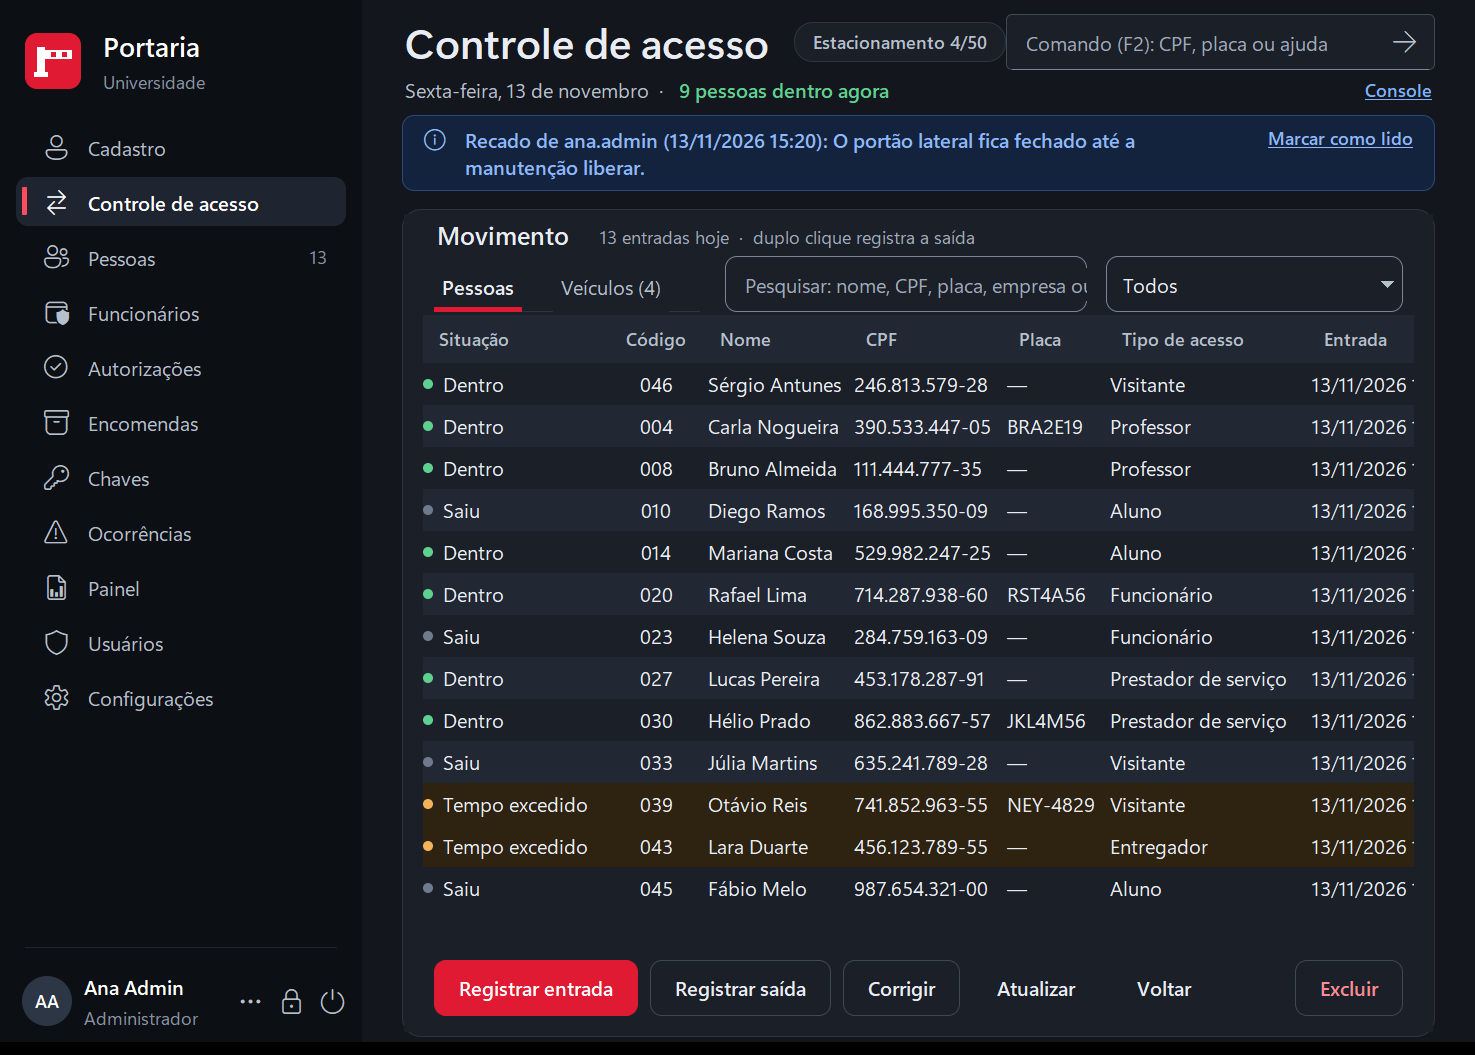 Portaria
Universidade
Cadastro
Controle de acesso
Pessoas 13
Funcionários
Autorizações
Encomendas
Chaves
Ocorrências
Painel
Usuários
Configurações
AA
Ana Admin
Administrador
Controle de acesso
Estacionamento 4/50
Comando (F2): CPF, placa ou ajuda
Sexta-feira, 13 de novembro · 9 pessoas dentro agora
Console
Recado de ana.admin (13/11/2026 15:20): O portão lateral fica fechado até a
manutenção liberar.
Marcar como lido
Movimento 13 entradas hoje · duplo clique registra a saída
Pessoas Veículos (4)
Pesquisar: nome, CPF, placa, empresa ou
Todos
Situação Código Nome CPF Placa Tipo de acesso Entrada
Dentro 046 Sérgio Antunes 246.813.579-28 — Visitante 13/11/2026
Dentro 004 Carla Nogueira 390.533.447-05 BRA2E19 Professor 13/11/2026
Dentro 008 Bruno Almeida 111.444.777-35 — Professor 13/11/2026
Saiu 010 Diego Ramos 168.995.350-09 — Aluno 13/11/2026
Dentro 014 Mariana Costa 529.982.247-25 — Aluno 13/11/2026
Dentro 020 Rafael Lima 714.287.938-60 RST4A56 Funcionário 13/11/2026
Saiu 023 Helena Souza 284.759.163-09 — Funcionário 13/11/2026
Dentro 027 Lucas Pereira 453.178.287-91 — Prestador de serviço 13/11/2026
Dentro 030 Hélio Prado 862.883.667-57 JKL4M56 Prestador de serviço 13/11/2026
Saiu 033 Júlia Martins 635.241.789-28 — Visitante 13/11/2026
Tempo excedido 039 Otávio Reis 741.852.963-55 NEY-4829 Visitante 13/11/2026
Tempo excedido 043 Lara Duarte 456.123.789-55 — Entregador 13/11/2026
Saiu 045 Fábio Melo 987.654.321-00 — Aluno 13/11/2026
Registrar entrada Registrar saída Corrigir Atualizar Voltar Excluir